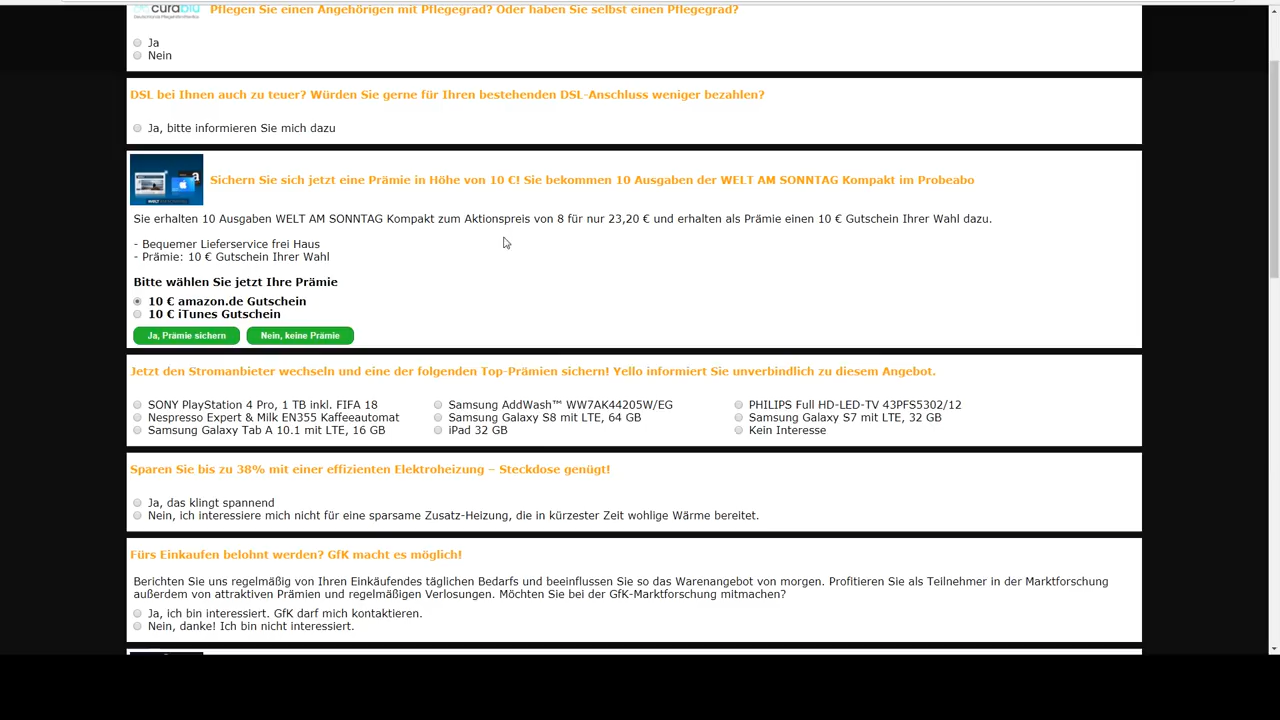 curablu
Pflegen Sie einen Angehörigen mit Pflegegrad? Oder haben Sie selbst einen Pflegegrad?
Ja
Nein
DSL bei Ihnen auch zu teuer? Würden Sie gerne für Ihren bestehenden DSL-Anschluss weniger bezahlen?
Ja, bitte informieren Sie mich dazu
Sichern Sie sich jetzt eine Prämie in Höhe von 10 €! Sie bekommen 10 Ausgaben der WELT AM SONNTAG Kompakt im Probeabo
Sie erhalten 10 Ausgaben WELT AM SONNTAG Kompakt zum Aktionspreis von 8 für nur 23,20 € und erhalten als Prämie einen 10 € Gutschein Ihrer Wahl dazu.
- Bequemer Lieferservice frei Haus
- Prämie: 10 € Gutschein Ihrer Wahl
Bitte wählen Sie jetzt Ihre Prämie
10 € amazon.de Gutschein
10 € iTunes Gutschein
Ja, Prämie sichern Nein, keine Prämie
Jetzt den Stromanbieter wechseln und eine der folgenden Top-Prämien sichern! Yello informiert Sie unverbindlich zu diesem Angebot.
SONY PlayStation 4 Pro, 1 TB inkl. FIFA 18 Samsung AddWash™ WW7AK44205W/EG PHILIPS Full HD-LED-TV 43PFS5302/12
Nespresso Expert & Milk EN355 Kaffeeautomat Samsung Galaxy S8 mit LTE, 64 GB Samsung Galaxy S7 mit LTE, 32 GB
Samsung Galaxy Tab A 10.1 mit LTE, 16 GB iPad 32 GB Kein Interesse
Sparen Sie bis zu 38% mit einer effizienten Elektroheizung – Steckdose genügt!
Ja, das klingt spannend
Nein, ich interessiere mich nicht für eine sparsame Zusatz-Heizung, die in kürzester Zeit wohlige Wärme bereitet.
Fürs Einkaufen belohnt werden? GfK macht es möglich!
Berichten Sie uns regelmäßig von Ihren Einkäufendes täglichen Bedarfs und beeinflussen Sie so das Warenangebot von morgen. Profitieren Sie als Teilnehmer in der Marktforschung
außerdem von attraktiven Prämien und regelmäßigen Verlosungen. Möchten Sie bei der GfK-Marktforschung mitmachen?
Ja, ich bin interessiert. GfK darf mich kontaktieren.
Nein, danke! Ich bin nicht interessiert.